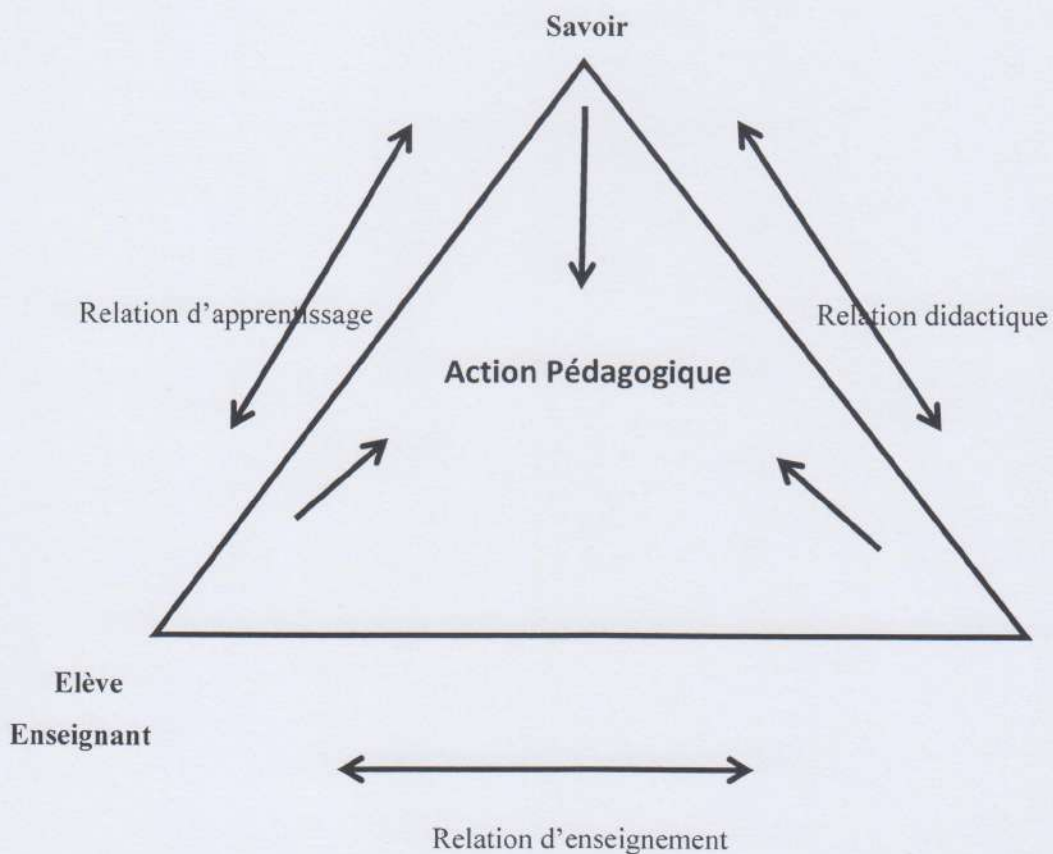 Savoir
Relation d'apprentissage
Relation didactique
Action Pédagogique
Elève
Enseignant
Relation d'enseignement